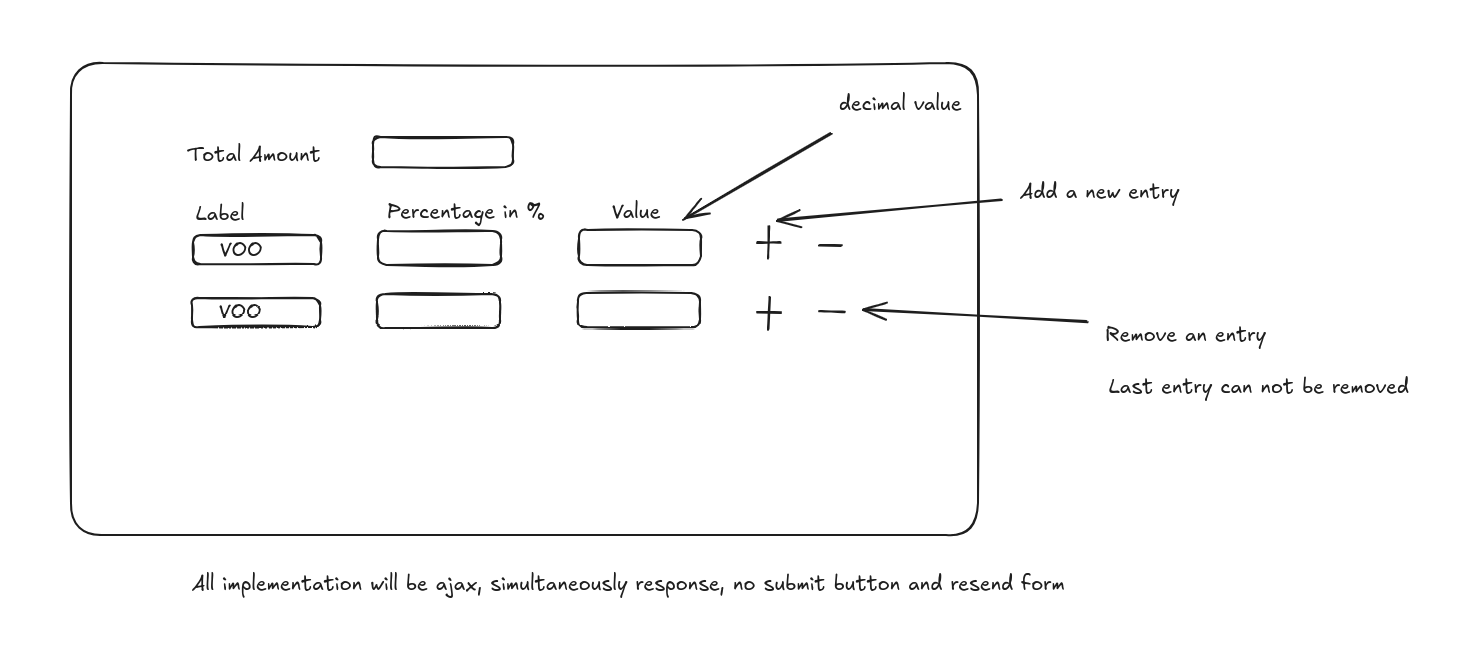 decimal value
Total Amount
Add a new entry
Label Percentage in % Value
VOO + -
VOO + -
Remove an entry
Last entry can not be removed
All implementation will be ajax, simultaneously response, no submit button and resend form